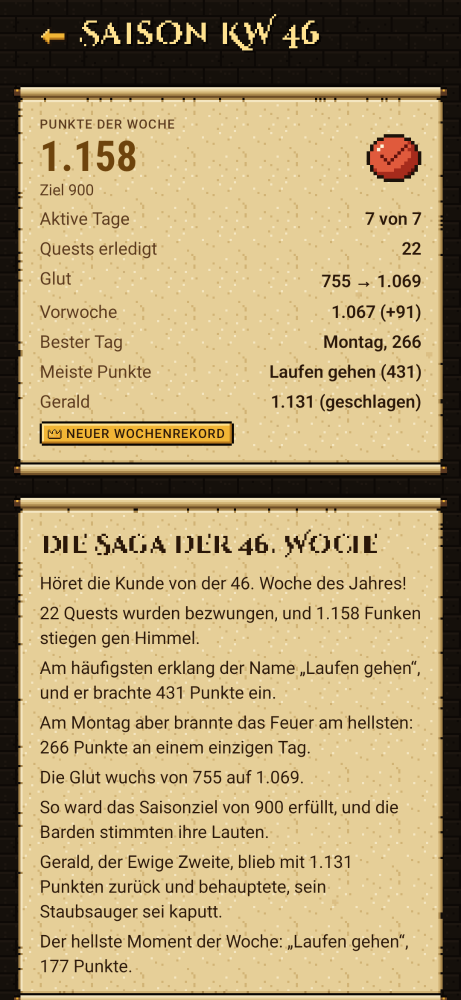 ← SAISON KW 46
PUNKTE DER WOCHE
1.158
Ziel 900
Aktive Tage 7 von 7
Quests erledigt 22
Glut 755 → 1.069
Vorwoche 1.067 (+91)
Bester Tag Montag, 266
Meiste Punkte Laufen gehen (431)
Gerald 1.131 (geschlagen)
NEUER WOCHENREKORD
DIE SAGA DER 46. WOCHE
Höret die Kunde von der 46. Woche des Jahres!
22 Quests wurden bezwungen, und 1.158 Funken
stiegen gen Himmel.
Am häufigsten erklang der Name „Laufen gehen“,
und er brachte 431 Punkte ein.
Am Montag aber brannte das Feuer am hellsten:
266 Punkte an einem einzigen Tag.
Die Glut wuchs von 755 auf 1.069.
So ward das Saisonziel von 900 erfüllt, und die
Barden stimmten ihre Lauten.
Gerald, der Ewige Zweite, blieb mit 1.131
Punkten zurück und behauptete, sein
Staubsauger sei kaputt.
Der hellste Moment der Woche: „Laufen gehen“,
177 Punkte.